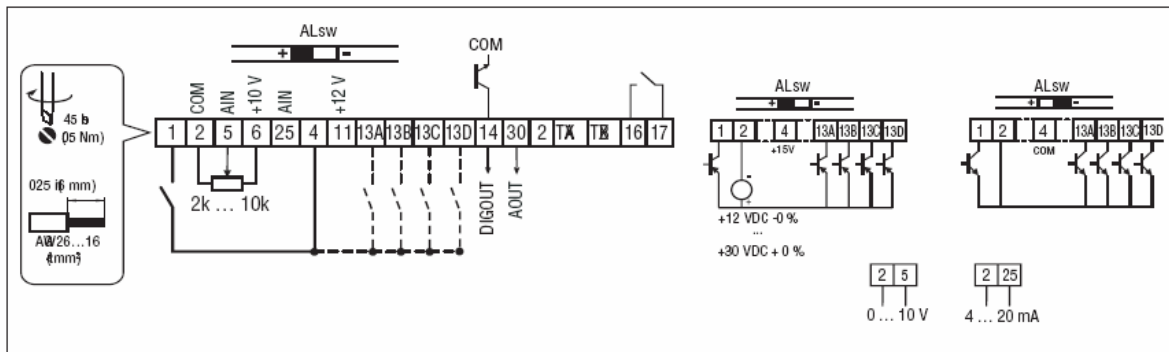 ALsw
+ -
COM AIN +10 V AIN +12 V
COM
1 2 5 6 25 4 11 13A 13B 13C 13D 14 30 2 16 17
2k ... 10k
DIGOUT AOUT
025 i(6 mm)
ALsw
+ -
1 2 4 13A 13B 13C 13D
+15V
- +
+12 VDC -0 %
...
+30 VDC + 0 %
ALsw
+ -
1 2 4 13A 13B 13C 13D
COM
2 5
0 ... 10 V
2 25
4 ... 20 mA